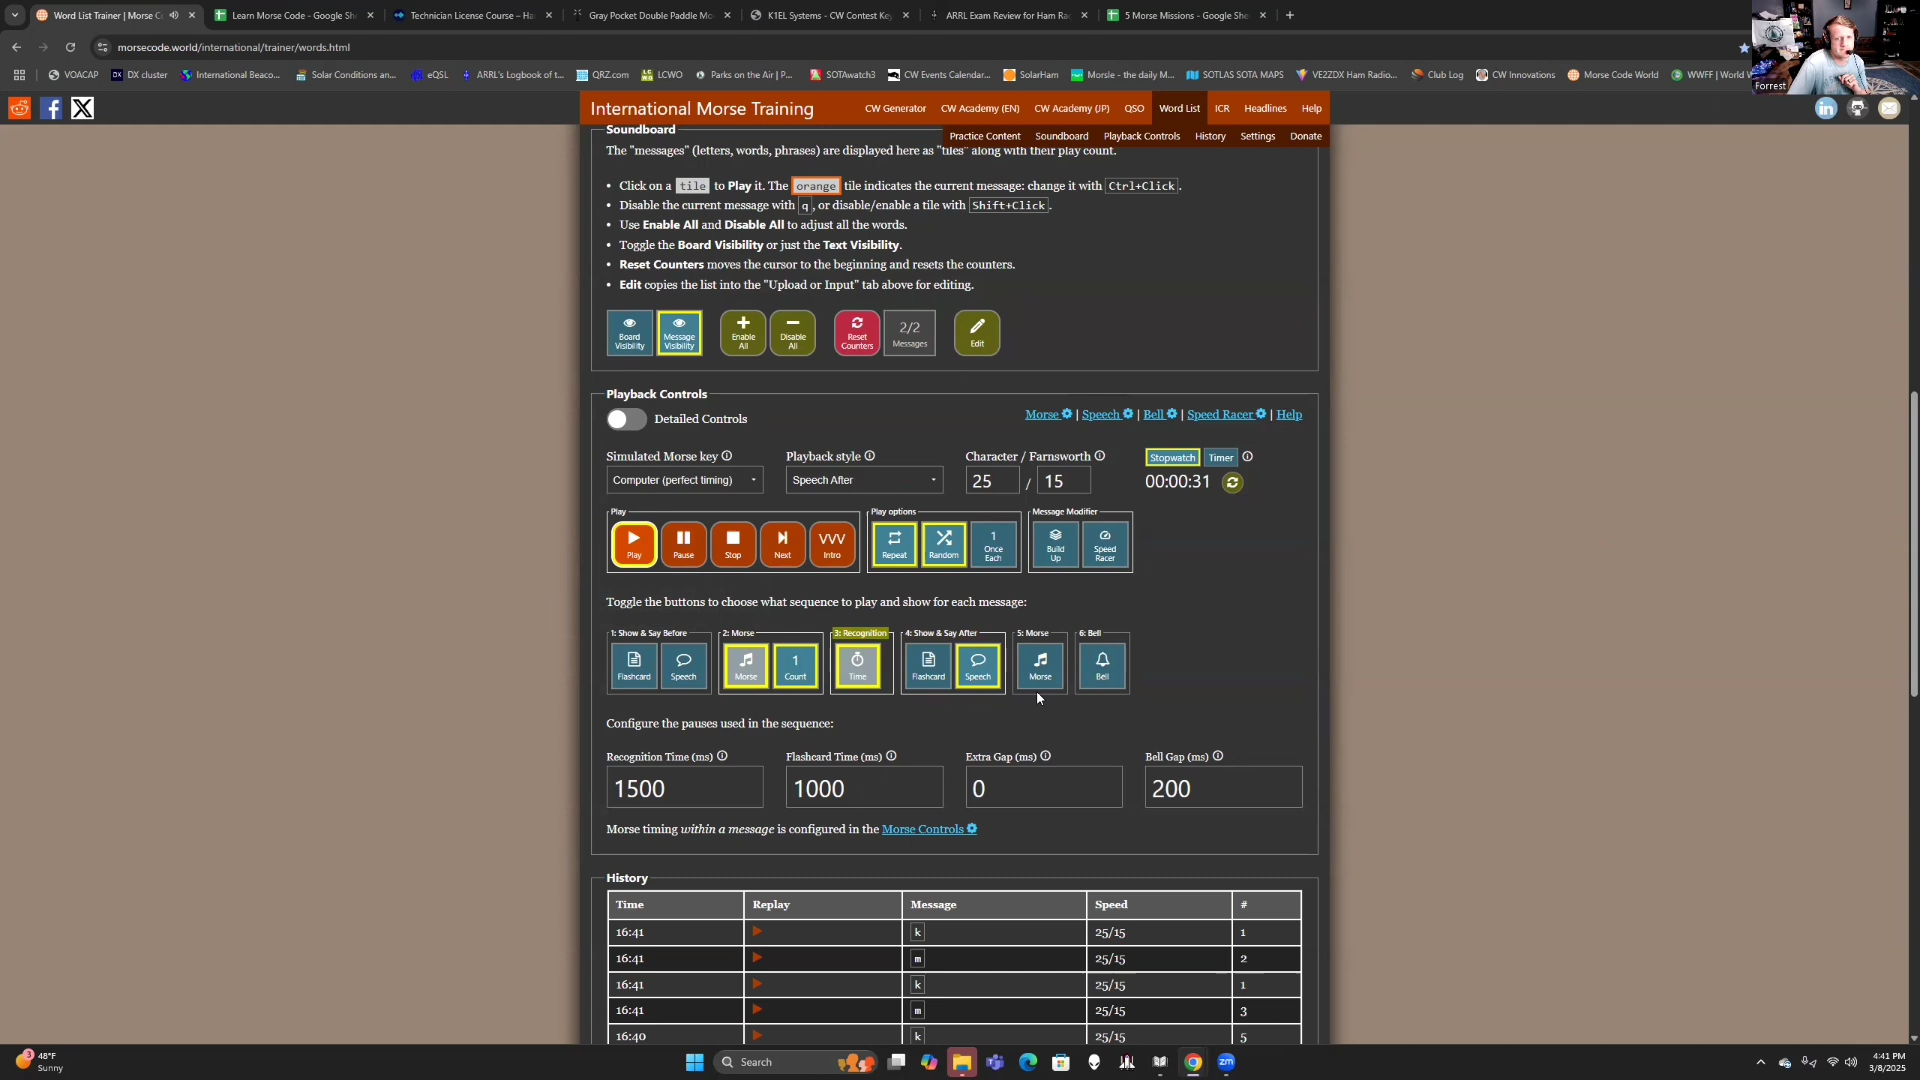 Word List Trainer | Morse C
Learn Morse Code - Google She
Technician License Course – Ha
Gray Pocket Double Paddle Mo
K1EL Systems - CW Contest Key
ARRL Exam Review for Ham Ra
5 Morse Missions - Google She
morsecode.world/international/trainer/words.html
VOACAP
DX cluster
International Beaco...
Solar Conditions an...
eQSL
ARRL's Logbook of t...
QRZ.com
LCWO
Parks on the Air | P...
SOTAwatch3
CW Events Calendar...
SolarHam
Morsle - the daily M...
SOTLAS SOTA MAPS
VE2ZDX Ham Radio...
Club Log
CW Innovations
Morse Code World
WWFF | World W
Forrest
International Morse Training
CW Generator
CW Academy (EN)
CW Academy (JP)
QSO
Word List
ICR
Headlines
Help
Practice Content
Soundboard
Playback Controls
History
Settings
Donate
Soundboard
The "messages" (letters, words, phrases) are displayed here as "tiles" along with their play count.
• Click on a tile to Play it. The orange tile indicates the current message: change it with Ctrl+Click.
• Disable the current message with q, or disable/enable a tile with Shift+Click.
• Use Enable All and Disable All to adjust all the words.
• Toggle the Board Visibility or just the Text Visibility.
• Reset Counters moves the cursor to the beginning and resets the counters.
• Edit copies the list into the "Upload or Input" tab above for editing.
Board Visibility
Message Visibility
Enable All
Disable All
Reset Counters
2/2 Messages
Edit
Playback Controls
Detailed Controls
Morse | Speech | Bell | Speed Racer | Help
Simulated Morse key
Playback style
Character / Farnsworth
Stopwatch
Timer
Computer (perfect timing)
Speech After
25 / 15
00:00:31
Play
Play options
Message Modifier
Play
Pause
Stop
Next
VVV Intro
Repeat
Random
1 Once Each
Build Up
Speed Racer
Toggle the buttons to choose what sequence to play and show for each message:
1: Show & Say Before
2: Morse
3: Recognition
4: Show & Say After
5: Morse
6: Bell
Flashcard
Speech
Morse
1 Count
Time
Flashcard
Speech
Morse
Bell
Configure the pauses used in the sequence:
Recognition Time (ms)
Flashcard Time (ms)
Extra Gap (ms)
Bell Gap (ms)
1500
1000
0
200
Morse timing within a message is configured in the Morse Controls
History
Time Replay Message Speed #
16:41 k 25/15 1
16:41 m 25/15 2
16:41 k 25/15 1
16:41 m 25/15 3
16:40 k 25/15 5
3
48°F
Sunny
Search
zm
4:41 PM
3/8/2025